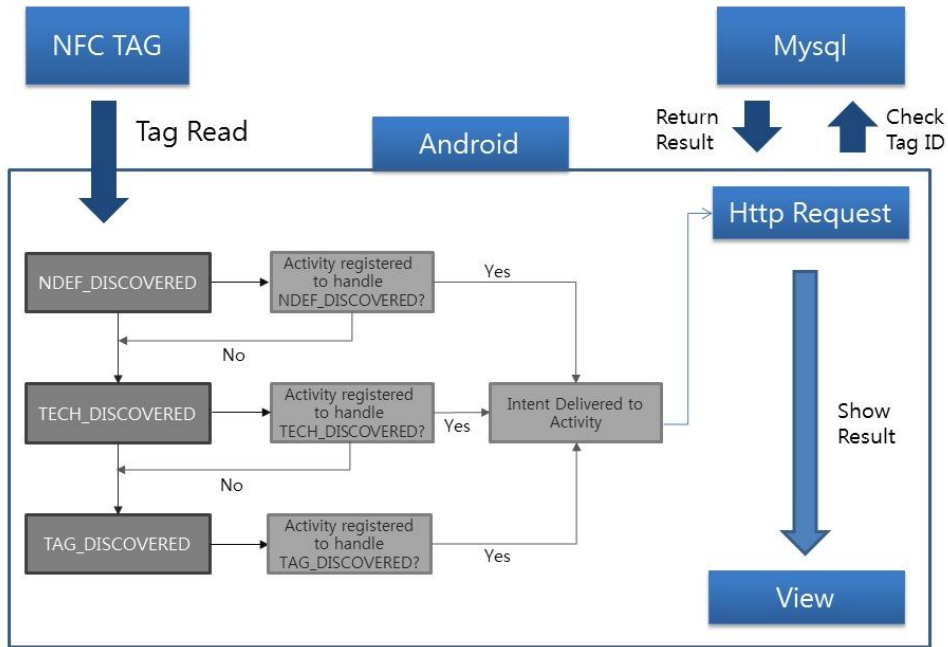 NFC TAG
Mysql
Tag Read
Return
Result
Check
Tag ID
Android
Http Request
NDEF_DISCOVERED
Activity registered
to handle
NDEF_DISCOVERED?
Yes
No
TECH_DISCOVERED
Activity registered
to handle
TECH_DISCOVERED?
Yes
Intent Delivered to
Activity
Show
Result
No
TAG_DISCOVERED
Activity registered
to handle
TAG_DISCOVERED?
Yes
View